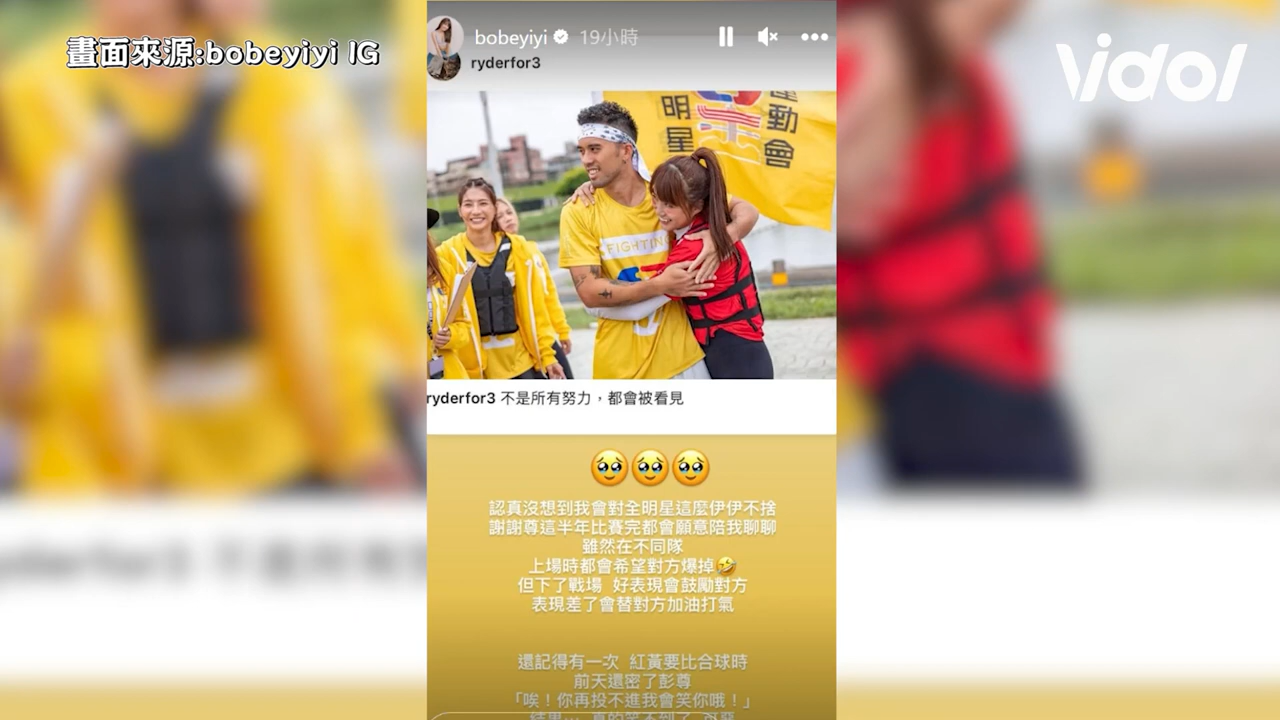 畫面來源:bobeyiyi IG
Vidol
bobeyiyi 19小時
ryderfor3
明星
運動會
FIGHTING
ryderfor3 不是所有努力，都會被看見
認真沒想到我會對全明星這麼伊伊不捨
謝謝尊這半年比賽完都會願意陪我聊聊
雖然在不同隊
上場時都會希望對方爆掉🤣
但下了戰場 好表現會鼓勵對方
表現差了會替對方加油打氣
還記得有一次 紅黃要比合球時
前天還密了彭尊
「唉！你再投不進我會笑你哦！」